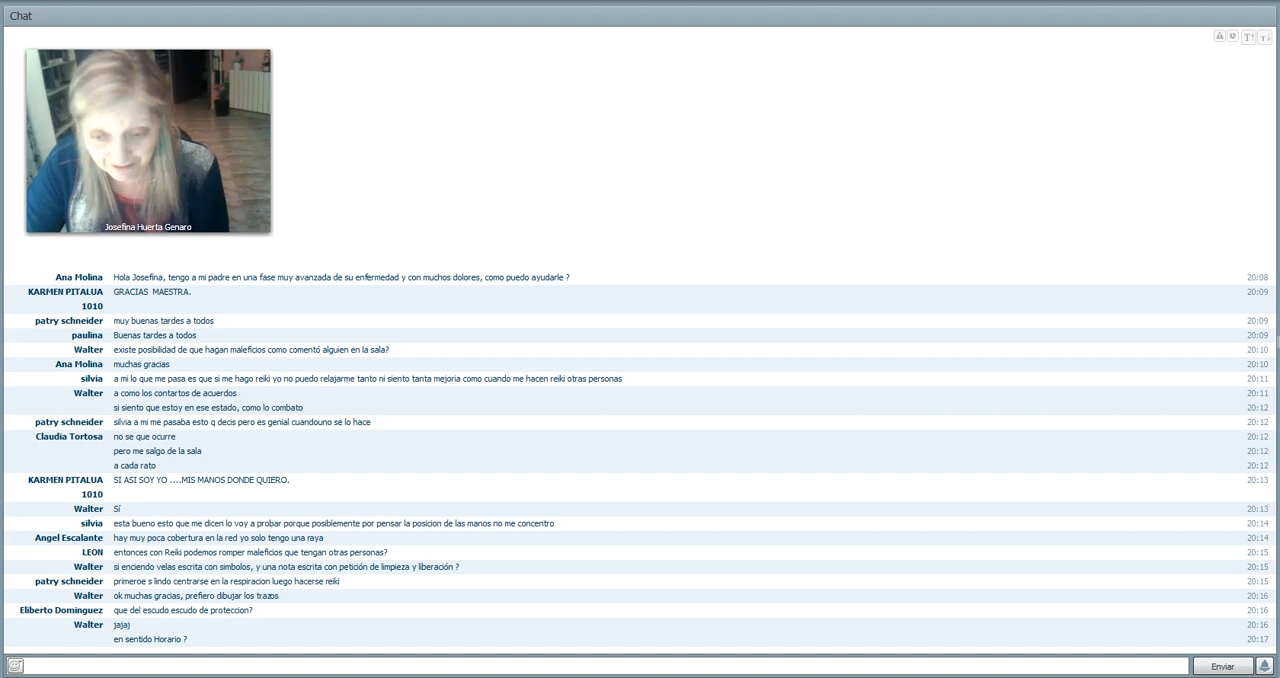 Chat
Josefina Huerta Genaro
Ana Molina Hola Josefina, tengo a mi padre en una fase muy avanzada de su enfermedad y con muchos dolores, como puedo ayudarle ? 20:08
KARMEN PITALUA GRACIAS MAESTRA. 20:09
1010
patry schneider muy buenas tardes a todos 20:09
paulina Buenas tardes a todos 20:09
Walter existe posibilidad de que hagan maleficios como comentó alguien en la sala? 20:10
Ana Molina muchas gracias 20:10
silvia a mi lo que me pasa es que si me hago reiki yo no puedo relajarme tanto ni siento tanta mejoria como cuando me hacen reiki otras personas 20:11
Walter a como los contartos de acuerdos 20:11
si siento que estoy en ese estado, como lo combato 20:12
patry schneider silvia a mi me pasaba esto q decis pero es genial cuandouno se lo hace 20:12
Claudia Tortosa no se que ocurre 20:12
pero me salgo de la sala 20:12
a cada rato 20:12
KARMEN PITALUA SI ASI SOY YO ....MIS MANOS DONDE QUIERO. 20:13
1010
Walter Sí 20:13
silvia esta bueno esto que me dicen lo voy a probar porque posiblemente por pensar la posicion de las manos no me concentro 20:14
Angel Escalante hay muy poca cobertura en la red yo solo tengo una raya 20:14
LEON entonces con Reiki podemos romper maleficios que tengan otras personas? 20:15
Walter si enciendo velas escrita con simbolos, y una nota escrita con petición de limpieza y liberación ? 20:15
patry schneider primeroe s lindo centrarse en la respiracion luego hacerse reiki 20:15
Walter ok muchas gracias, prefiero dibujar los trazos 20:16
Eliberto Dominguez que del escudo escudo de proteccion? 20:16
Walter jajaj 20:16
en sentido Horario ? 20:17
Enviar